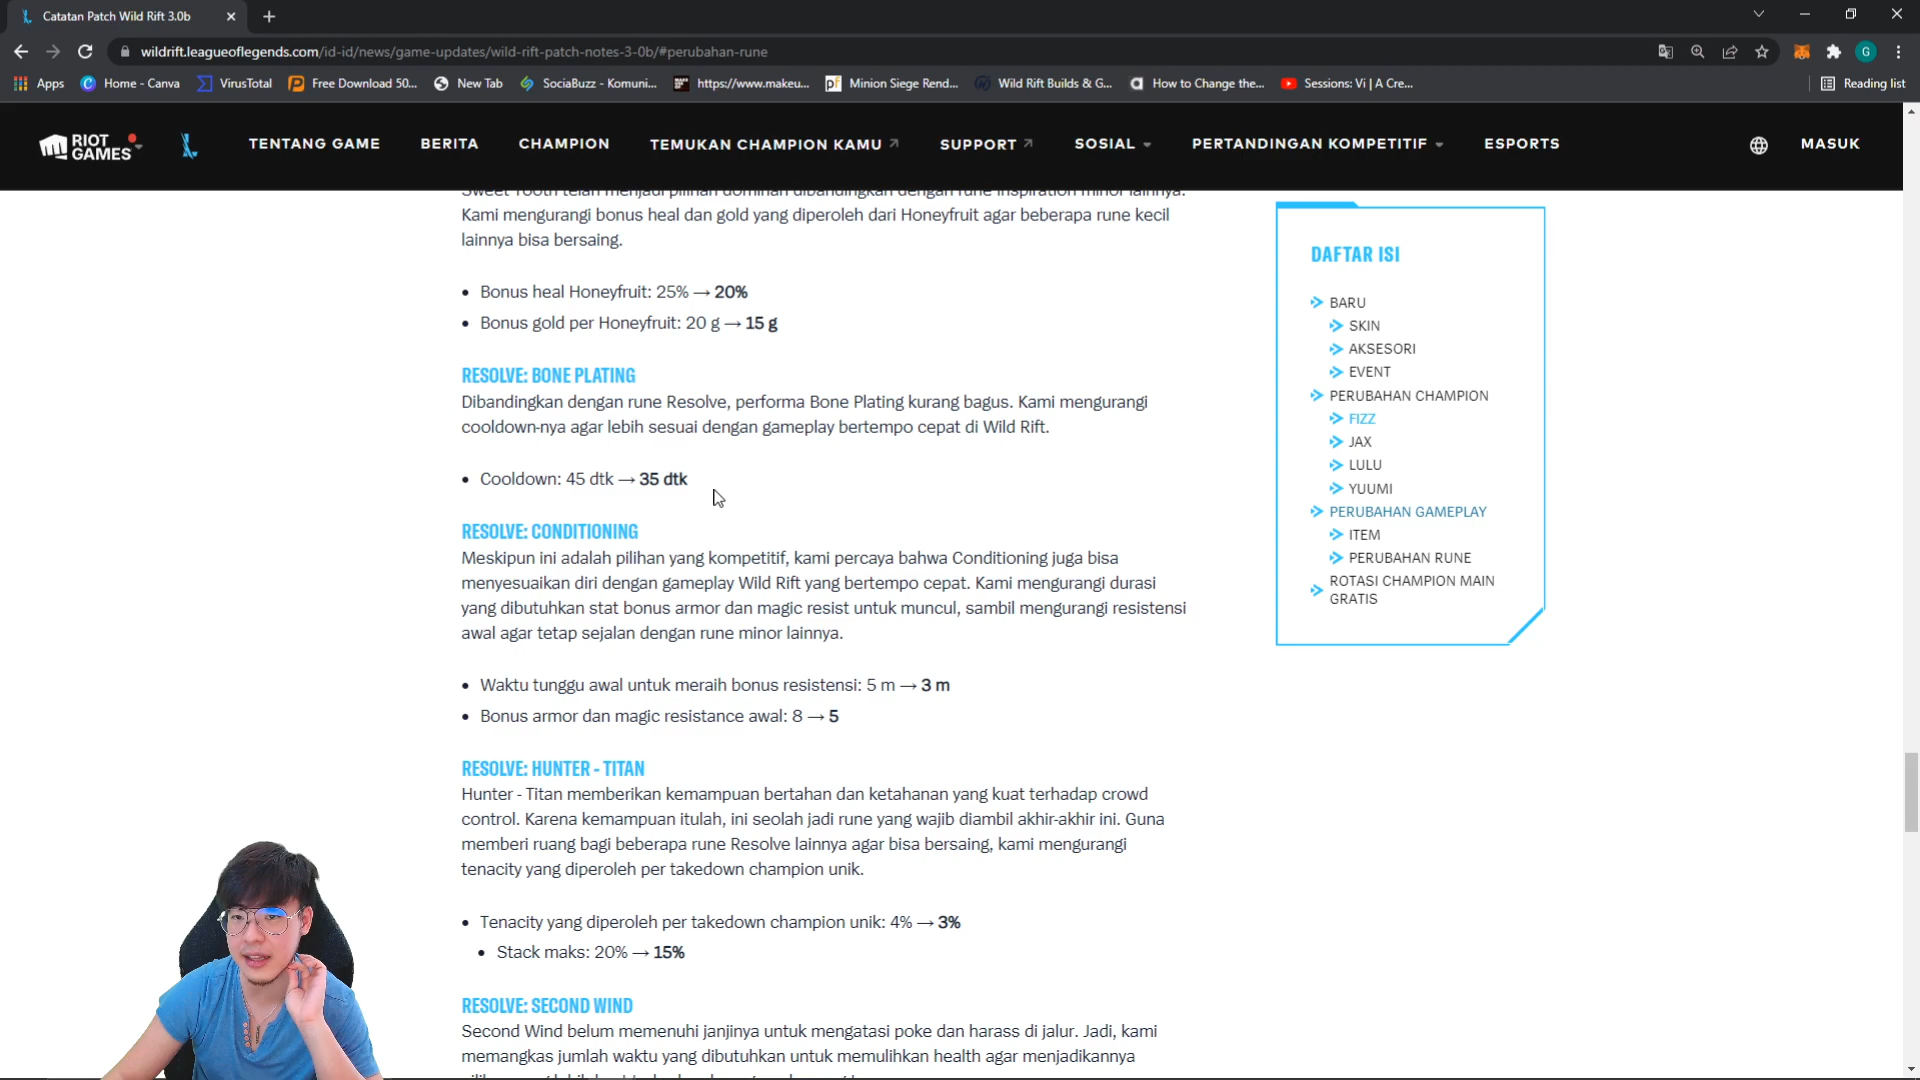 Catatan Patch Wild Rift 3.0b
wildrift.leagueoflegends.com/id-id/news/game-updates/wild-rift-patch-notes-3-0b/#perubahan-rune
G
Apps
Home - Canva
VirusTotal
Free Download 50...
New Tab
SociaBuzz - Komuni...
https://www.makeu...
Minion Siege Rend...
Wild Rift Builds & G...
How to Change the...
Sessions: Vi | A Cre...
Reading list
RIOT GAMES
TENTANG GAME
BERITA
CHAMPION
TEMUKAN CHAMPION KAMU
SUPPORT
SOSIAL
PERTANDINGAN KOMPETITIF
ESPORTS
MASUK
Sweet Tooth telah menjadi pilihan dominan dibandingkan dengan rune Inspiration minor lainnya.
Kami mengurangi bonus heal dan gold yang diperoleh dari Honeyfruit agar beberapa rune kecil
lainnya bisa bersaing.
• Bonus heal Honeyfruit: 25% → 20%
• Bonus gold per Honeyfruit: 20 g → 15 g
RESOLVE: BONE PLATING
Dibandingkan dengan rune Resolve, performa Bone Plating kurang bagus. Kami mengurangi
cooldown-nya agar lebih sesuai dengan gameplay bertempo cepat di Wild Rift.
• Cooldown: 45 dtk → 35 dtk
RESOLVE: CONDITIONING
Meskipun ini adalah pilihan yang kompetitif, kami percaya bahwa Conditioning juga bisa
menyesuaikan diri dengan gameplay Wild Rift yang bertempo cepat. Kami mengurangi durasi
yang dibutuhkan stat bonus armor dan magic resist untuk muncul, sambil mengurangi resistensi
awal agar tetap sejalan dengan rune minor lainnya.
• Waktu tunggu awal untuk meraih bonus resistensi: 5 m → 3 m
• Bonus armor dan magic resistance awal: 8 → 5
RESOLVE: HUNTER - TITAN
Hunter - Titan memberikan kemampuan bertahan dan ketahanan yang kuat terhadap crowd
control. Karena kemampuan itulah, ini seolah jadi rune yang wajib diambil akhir-akhir ini. Guna
memberi ruang bagi beberapa rune Resolve lainnya agar bisa bersaing, kami mengurangi
tenacity yang diperoleh per takedown champion unik.
• Tenacity yang diperoleh per takedown champion unik: 4% → 3%
• Stack maks: 20% → 15%
RESOLVE: SECOND WIND
Second Wind belum memenuhi janjinya untuk mengatasi poke dan harass di jalur. Jadi, kami
memangkas jumlah waktu yang dibutuhkan untuk memulihkan health agar menjadikannya
DAFTAR ISI
BARU
SKIN
AKSESORI
EVENT
PERUBAHAN CHAMPION
FIZZ
JAX
LULU
YUUMI
PERUBAHAN GAMEPLAY
ITEM
PERUBAHAN RUNE
ROTASI CHAMPION MAIN
GRATIS